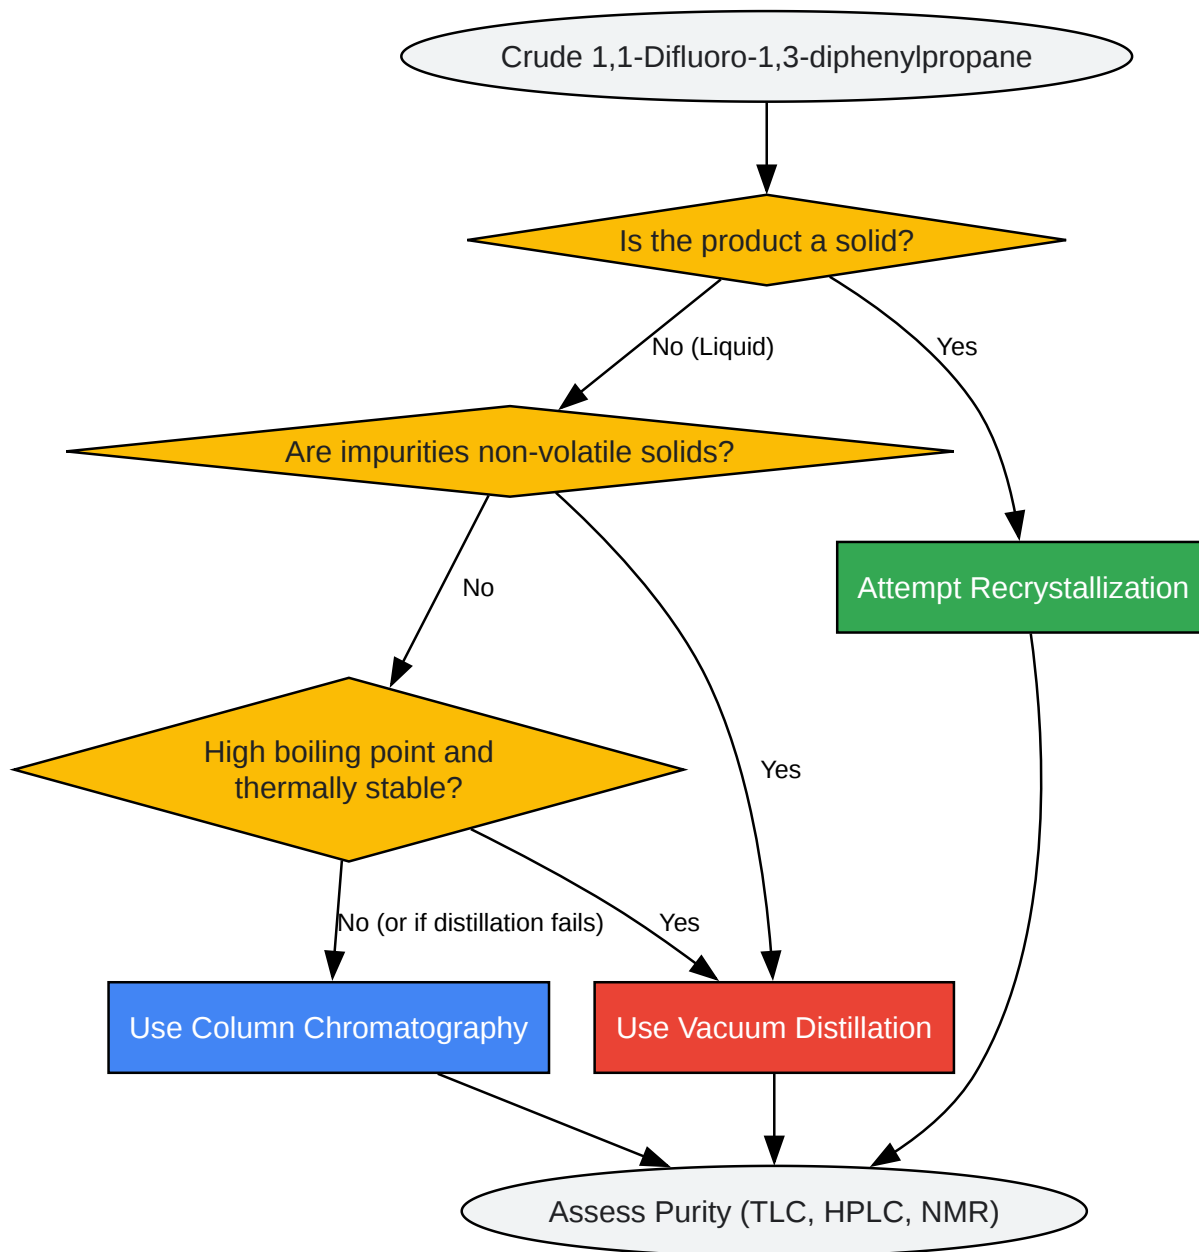 Crude 1,1-Difluoro-1,3-diphenylpropane
Is the product a solid?
No (Liquid)
Yes
Are impurities non-volatile solids?
No
Attempt Recrystallization
High boiling point and
thermally stable?
Yes
No (or if distillation fails)
Yes
Use Column Chromatography
Use Vacuum Distillation
Assess Purity (TLC, HPLC, NMR)